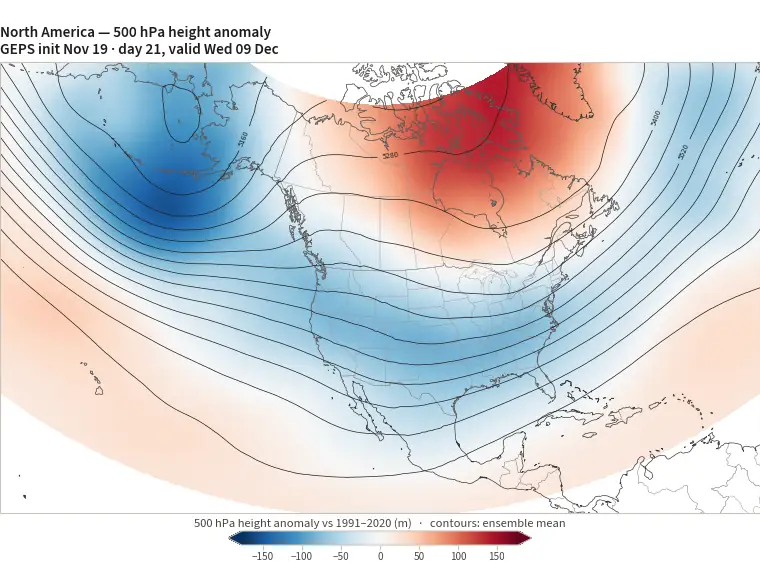 North America — 500 hPa height anomaly
GEPS init Nov 19 · day 21, valid Wed 09 Dec
5160
5280
5400
5520
500 hPa height anomaly vs 1991–2020 (m) · contours: ensemble mean
−150 −100 −50 0 50 100 150